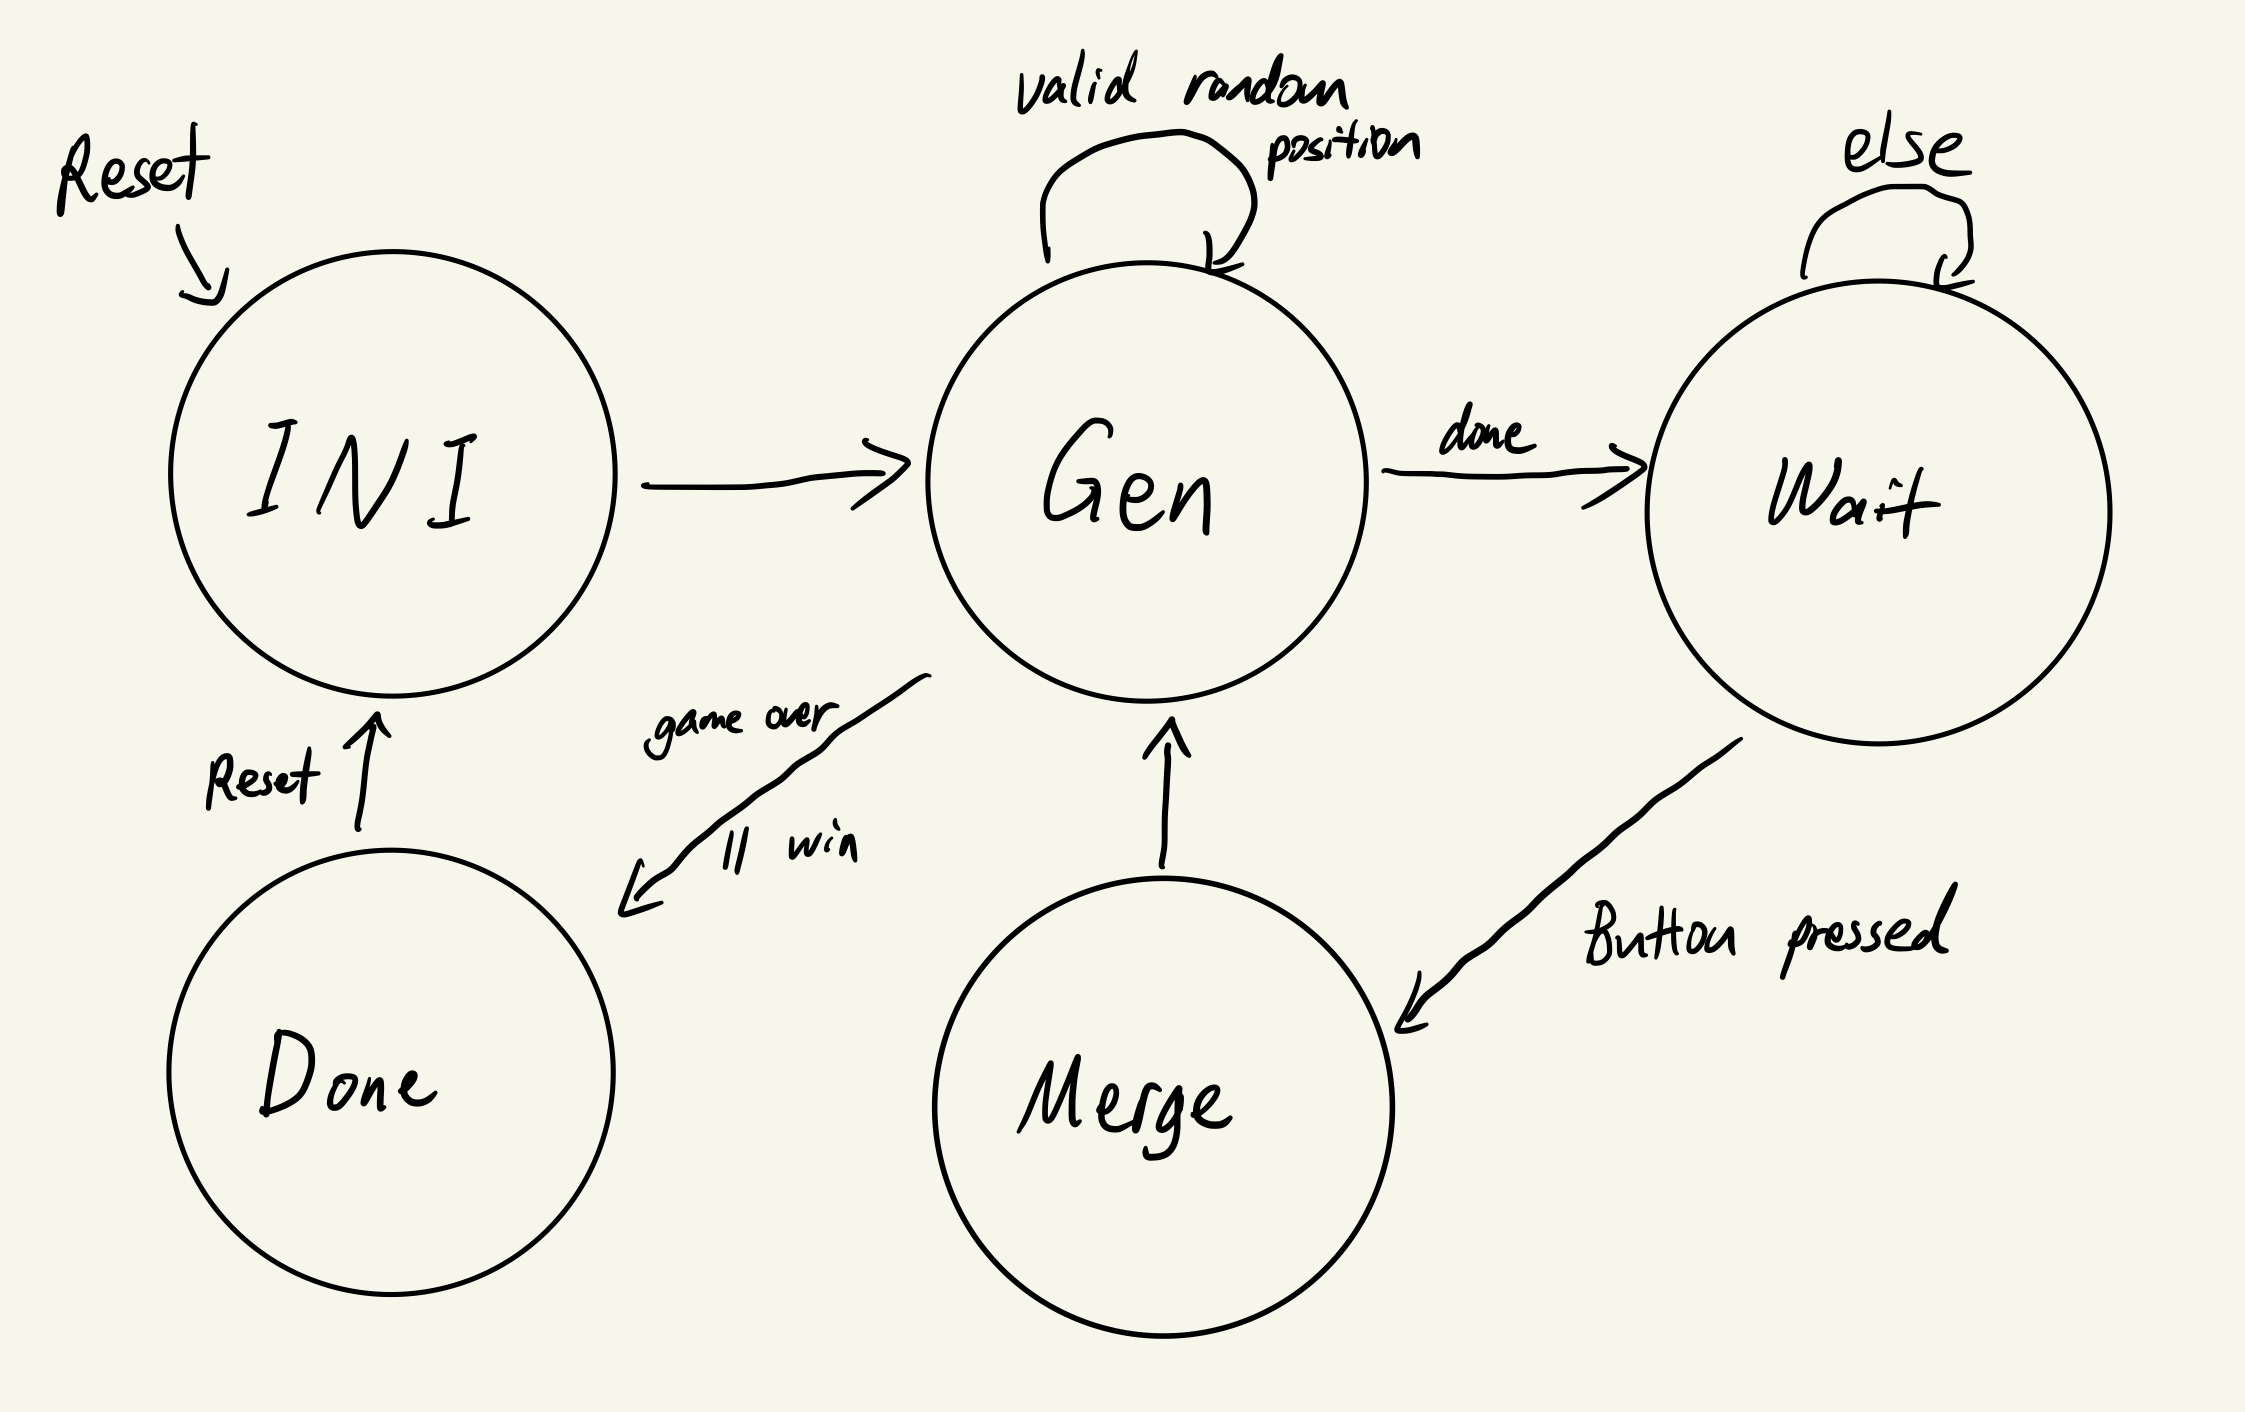 valid random
position
Reset
else
INI
Gen
done
Wait
game over
|| win
Reset
Button pressed
Done
Merge